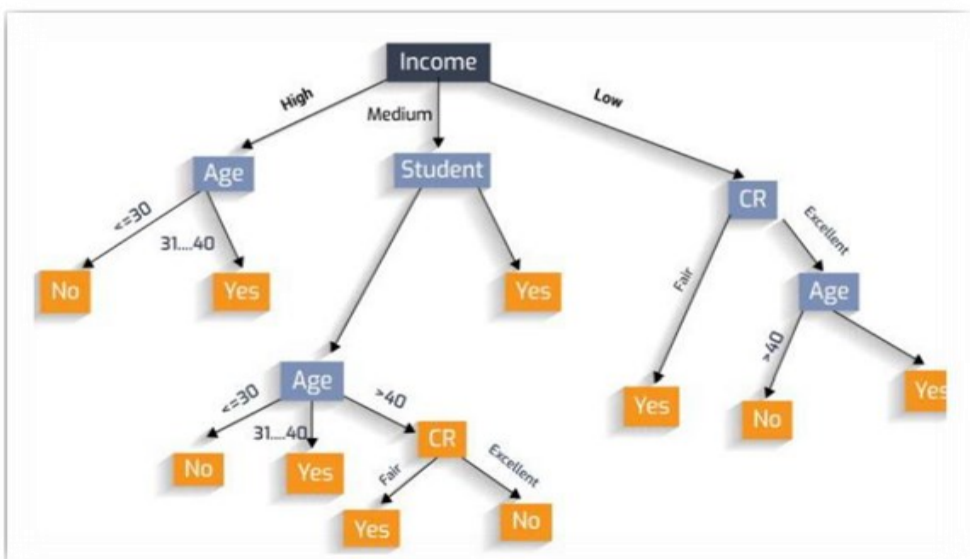 Income
High
Medium
Low
Age
Student
CR
<=30
31....40
Fair
Excellent
No
Yes
Yes
Age
Age
>40
<=30
31....40
>40
Yes
No
Yes
CR
No
Yes
Fair
Excellent
Yes
No